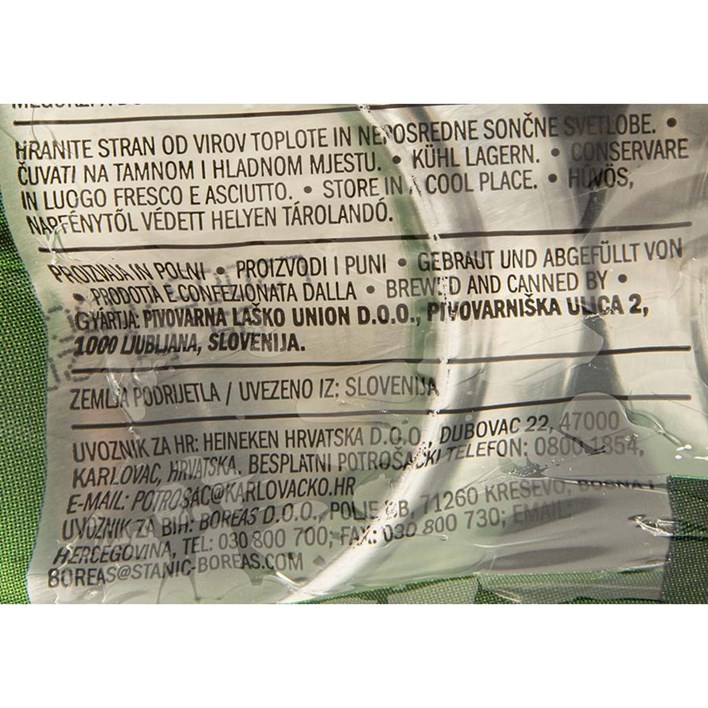 HRANITE STRAN OD VIROV TOPLOTE IN NEPOSREDNE SONČNE SVETLOBE. •
ČUVATI NA TAMNOM I HLADNOM MJESTU. • KÜHL LAGERN. • CONSERVARE
IN LUOGO FRESCO E ASCIUTTO. • STORE IN A COOL PLACE. • HŰVÖS,
NAPFÉNYTŐL VÉDETT HELYEN TÁROLANDÓ.
PROIZVAJA IN POLNI • PROIZVODI I PUNI • GEBRAUT UND ABGEFÜLLT VON
• PRODOTTA E CONFEZIONATA DALLA • BREWED AND CANNED BY •
GYÁRTJA: PIVOVARNA LAŠKO UNION D.O.O., PIVOVARNIŠKA ULICA 2,
1000 LJUBLJANA, SLOVENIJA.
ZEMLJA PODRIJETLA / UVEZENO IZ: SLOVENIJA
UVOZNIK ZA HR: HEINEKEN HRVATSKA D.O.O., DUBOVAC 22, 47000
KARLOVAC, HRVATSKA. BESPLATNI POTROŠAČKI TELEFON: 0800 1854,
E-MAIL: POTROSAC@KARLOVACKO.HR
UVOZNIK ZA BIH: BOREAS D.O.O., POLJE BB, 71260 KREŠEVO, BOSNA I
HERCEGOVINA, TEL: 030 800 700; FAX: 030 800 730; EMAIL:
BOREAS@STANIC-BOREAS.COM